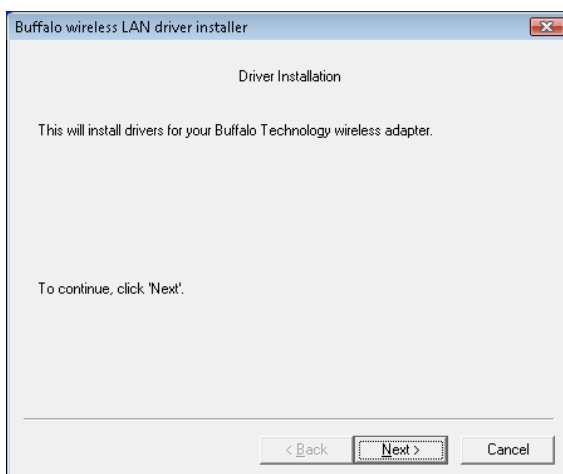 Buffalo wireless LAN driver installer
Driver Installation
This will install drivers for your Buffalo Technology wireless adapter.
To continue, click 'Next'.
< Back Next > Cancel